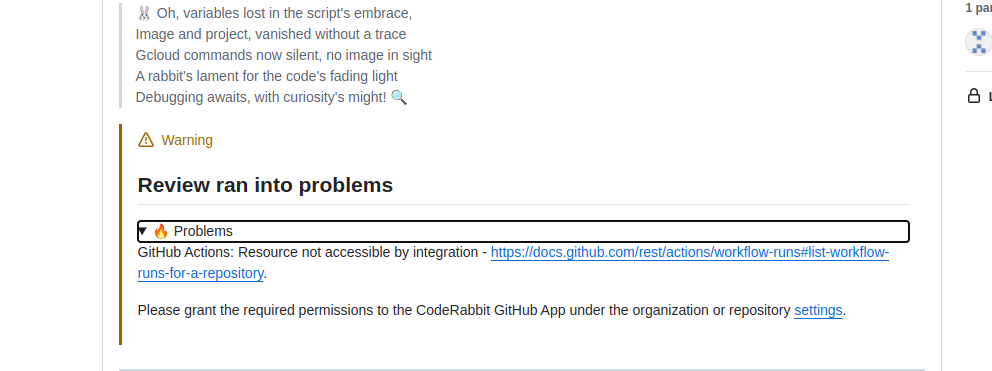 🐰 Oh, variables lost in the script's embrace,
1 par
Image and project, vanished without a trace
Gcloud commands now silent, no image in sight
A rabbit's lament for the code's fading light
Debugging awaits, with curiosity's might! 🔍
Warning
Review ran into problems
▼ 🔥 Problems
GitHub Actions: Resource not accessible by integration - https://docs.github.com/rest/actions/workflow-runs#list-workflow-
runs-for-a-repository.
Please grant the required permissions to the CodeRabbit GitHub App under the organization or repository settings.